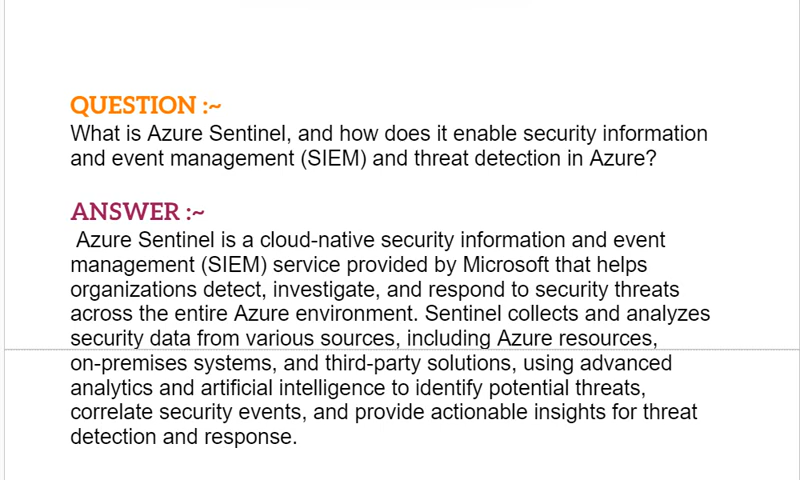 QUESTION :~
What is Azure Sentinel, and how does it enable security information
and event management (SIEM) and threat detection in Azure?
ANSWER :~
Azure Sentinel is a cloud-native security information and event
management (SIEM) service provided by Microsoft that helps
organizations detect, investigate, and respond to security threats
across the entire Azure environment. Sentinel collects and analyzes
security data from various sources, including Azure resources,
on-premises systems, and third-party solutions, using advanced
analytics and artificial intelligence to identify potential threats,
correlate security events, and provide actionable insights for threat
detection and response.